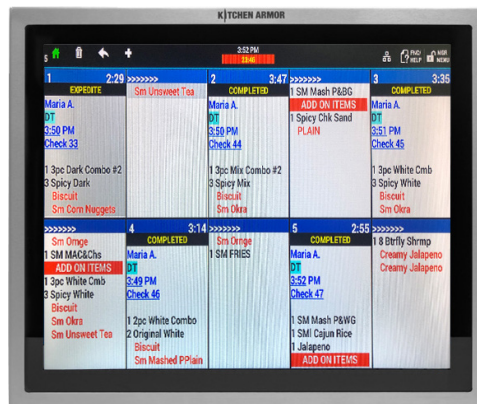 KITCHEN ARMOR
5
3:52 PM
23:46
FND/
HELP
MGR
MENU
1 2:29
EXPEDITE
Maria A.
DT
3:50 PM
Check 33
1 3pc Dark Combo #2
3 Spicy Dark
Biscuit
Sm Corn Nuggets
>>>>>>>
Sm Unsweet Tea
2 3:47
COMPLETED
Maria A.
DT
3:50 PM
Check 44
1 3pc Mix Combo #2
3 Spicy Mix
Biscuit
Sm Okra
>>>>>>>
1 SM Mash P&BG
ADD ON ITEMS
1 Spicy Chk Sand
PLAIN
3 3:35
COMPLETED
Maria A.
DT
3:51 PM
Check 45
1 3pc White Cmb
3 Spicy White
Biscuit
Sm Okra
>>>>>>>
Sm Ornge
1 SM MAC&Chs
ADD ON ITEMS
1 3pc White Cmb
3 Spicy White
Biscuit
Sm Okra
Sm Unsweet Tea
4 3:14
COMPLETED
Maria A.
DT
3:49 PM
Check 46
1 2pc White Combo
2 Original White
Biscuit
Sm Mashed PPlain
>>>>>>>
Sm Ornge
1 SM FRIES
5 2:55
COMPLETED
Maria A.
DT
3:52 PM
Check 47
1 SM Mash P&WG
1 SMl Cajun Rice
1 Jalapeno
ADD ON ITEMS
>>>>>>>
1 8 Btrfly Shrmp
Creamy Jalapeno
Creamy Jalapeno